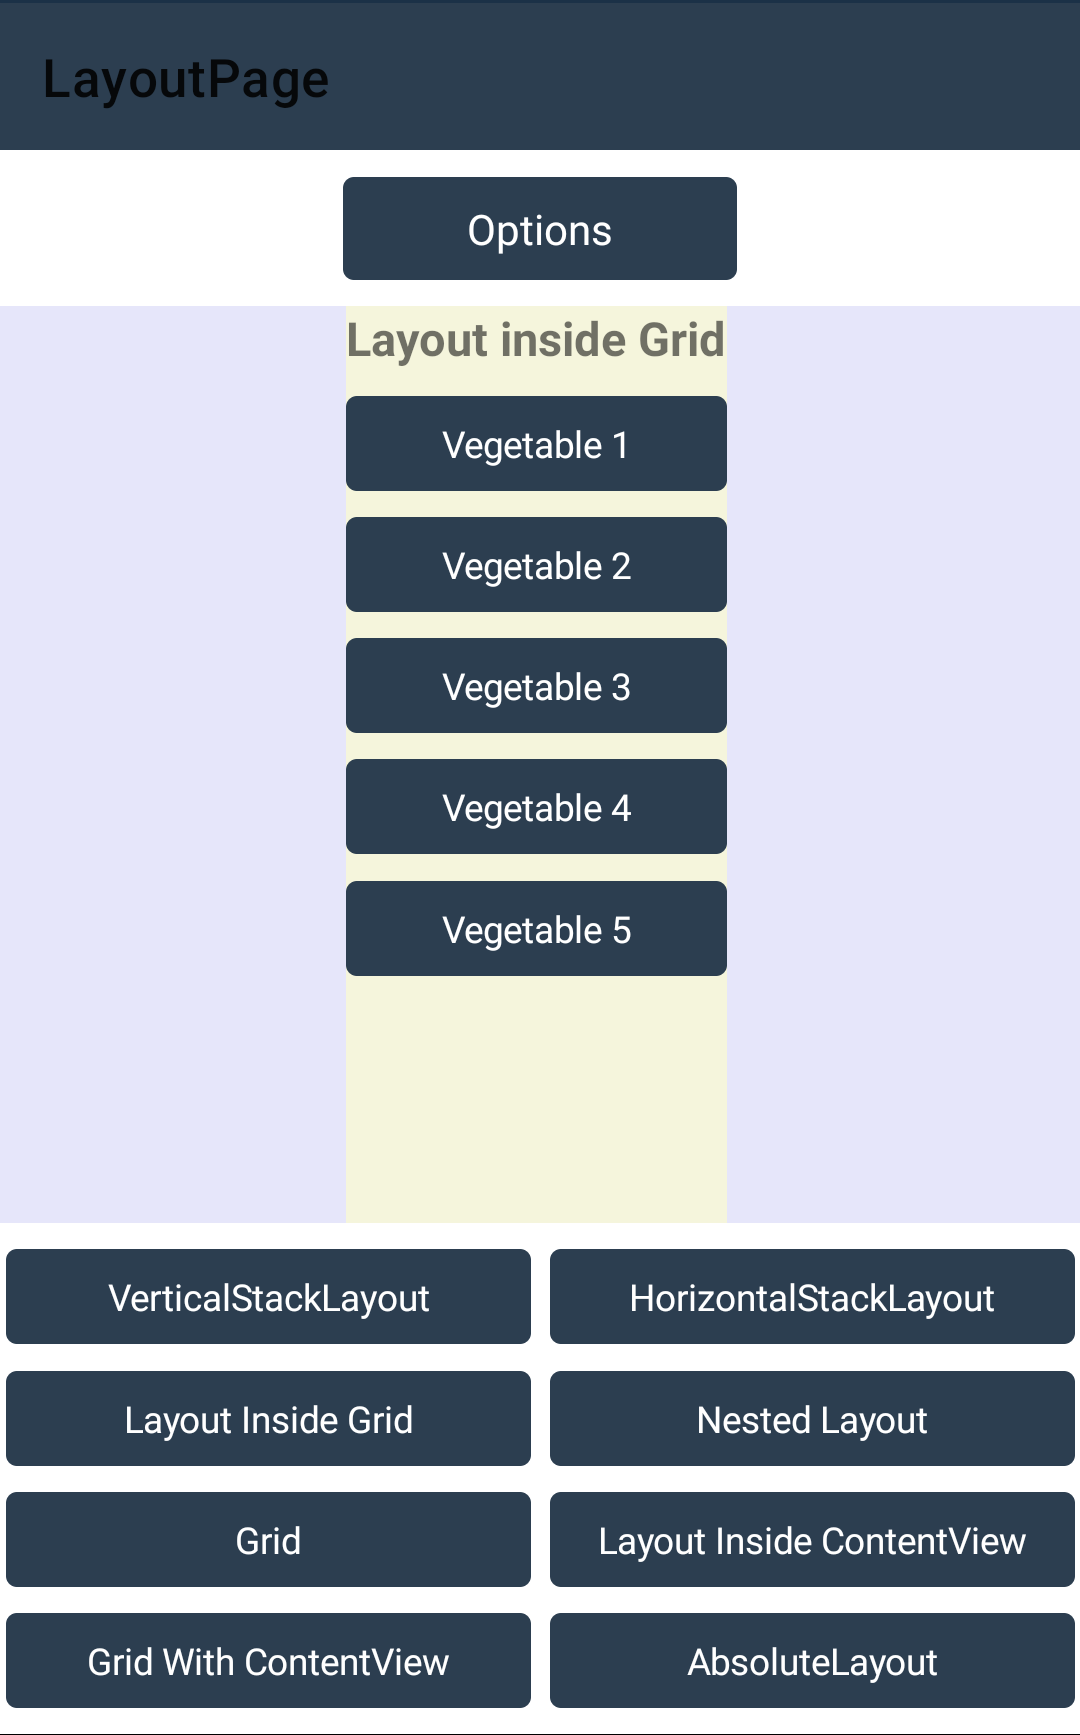 LayoutPage
Options
Layout inside Grid
Vegetable 1
Vegetable 2
Vegetable 3
Vegetable 4
Vegetable 5
VerticalStackLayout
HorizontalStackLayout
Layout Inside Grid
Nested Layout
Grid
Layout Inside ContentView
Grid With ContentView
AbsoluteLayout